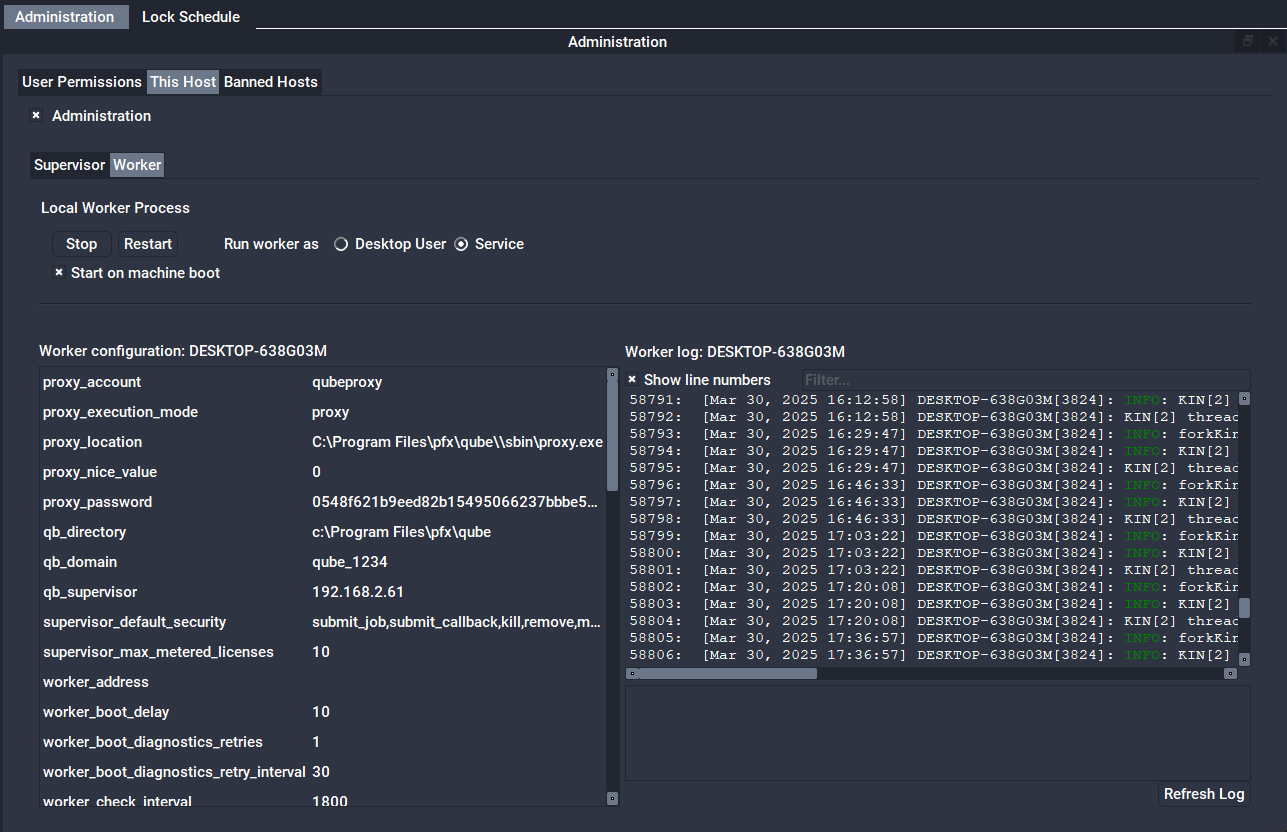 Administration Lock Schedule
Administration
User Permissions This Host Banned Hosts
Administration
Supervisor Worker
Local Worker Process
Stop Restart Run worker as Desktop User Service
Start on machine boot
Worker configuration: DESKTOP-638G03M
proxy_account qubeproxy
proxy_execution_mode proxy
proxy_location C:\Program Files\pfx\qube\\sbin\proxy.exe
proxy_nice_value 0
proxy_password 0548f621b9eed82b15495066237bbbe5...
qb_directory c:\Program Files\pfx\qube
qb_domain qube_1234
qb_supervisor 192.168.2.61
supervisor_default_security submit_job,submit_callback,kill,remove,m...
supervisor_max_metered_licenses 10
worker_address
worker_boot_delay 10
worker_boot_diagnostics_retries 1
worker_boot_diagnostics_retry_interval 30
worker_check_interval 1800
Worker log: DESKTOP-638G03M
Show line numbers Filter...
58791: [Mar 30, 2025 16:12:58] DESKTOP-638G03M[3824]: INFO: KIN[2]
58792: [Mar 30, 2025 16:12:58] DESKTOP-638G03M[3824]: KIN[2] threac
58793: [Mar 30, 2025 16:29:47] DESKTOP-638G03M[3824]: INFO: forkKin
58794: [Mar 30, 2025 16:29:47] DESKTOP-638G03M[3824]: INFO: KIN[2]
58795: [Mar 30, 2025 16:29:47] DESKTOP-638G03M[3824]: KIN[2] threac
58796: [Mar 30, 2025 16:46:33] DESKTOP-638G03M[3824]: INFO: forkKin
58797: [Mar 30, 2025 16:46:33] DESKTOP-638G03M[3824]: INFO: KIN[2]
58798: [Mar 30, 2025 16:46:33] DESKTOP-638G03M[3824]: KIN[2] threac
58799: [Mar 30, 2025 17:03:22] DESKTOP-638G03M[3824]: INFO: forkKin
58800: [Mar 30, 2025 17:03:22] DESKTOP-638G03M[3824]: INFO: KIN[2]
58801: [Mar 30, 2025 17:03:22] DESKTOP-638G03M[3824]: KIN[2] threac
58802: [Mar 30, 2025 17:20:08] DESKTOP-638G03M[3824]: INFO: forkKin
58803: [Mar 30, 2025 17:20:08] DESKTOP-638G03M[3824]: INFO: KIN[2]
58804: [Mar 30, 2025 17:20:08] DESKTOP-638G03M[3824]: KIN[2] threac
58805: [Mar 30, 2025 17:36:57] DESKTOP-638G03M[3824]: INFO: forkKin
58806: [Mar 30, 2025 17:36:57] DESKTOP-638G03M[3824]: INFO: KIN[2]
Refresh Log